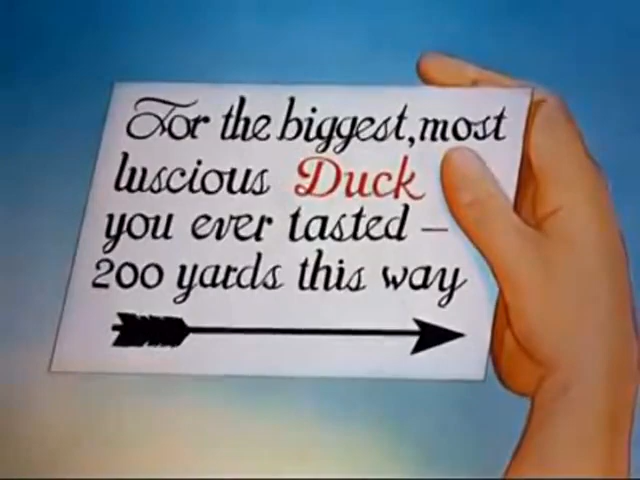 For the biggest, most
luscious Duck
you ever tasted —
200 yards this way